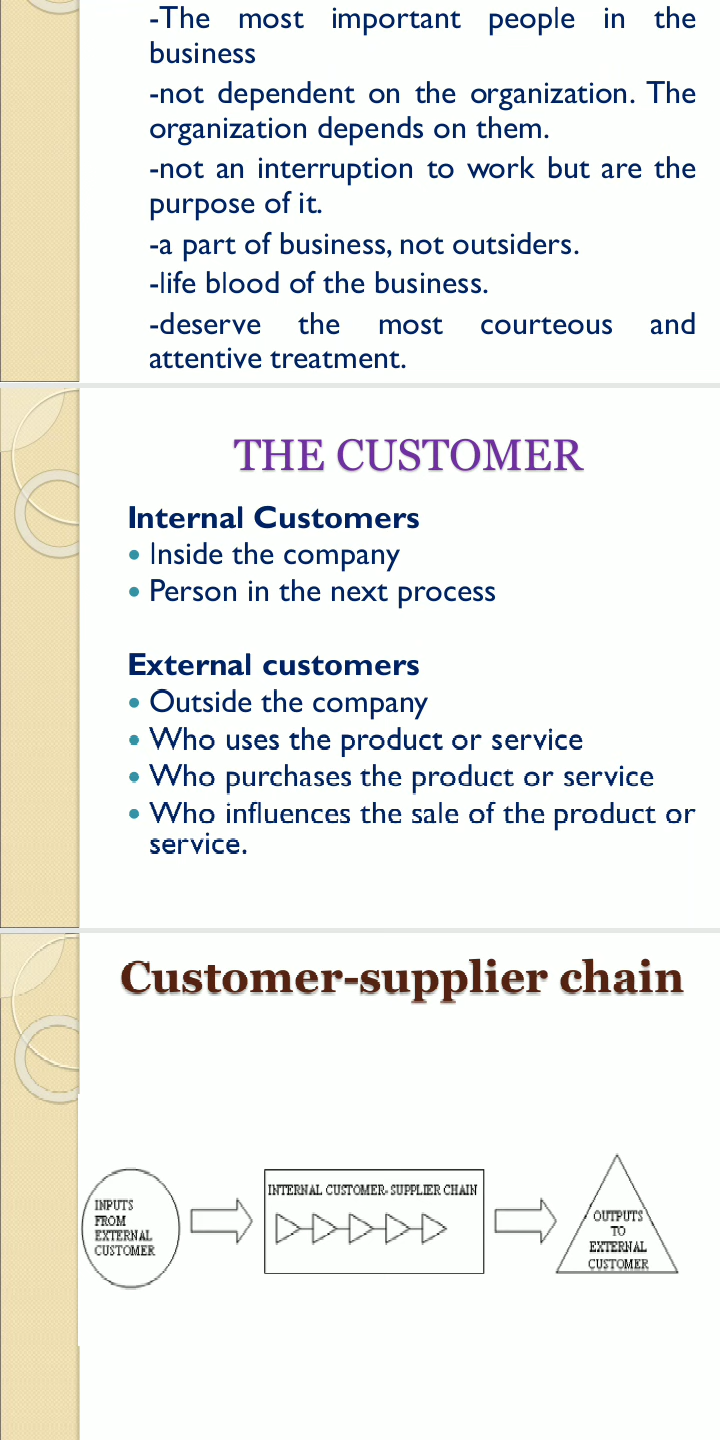 -The most important people in the
business
-not dependent on the organization. The
organization depends on them.
-not an interruption to work but are the
purpose of it.
-a part of business, not outsiders.
-life blood of the business.
-deserve the most courteous and
attentive treatment.
THE CUSTOMER
Internal Customers
• Inside the company
• Person in the next process
External customers
• Outside the company
• Who uses the product or service
• Who purchases the product or service
• Who influences the sale of the product or
service.
Customer-supplier chain
INPUTS
FROM
EXTERNAL
CUSTOMER
INTERNAL CUSTOMER-SUPPLIER CHAIN
OUTPUTS
TO
EXTERNAL
CUSTOMER